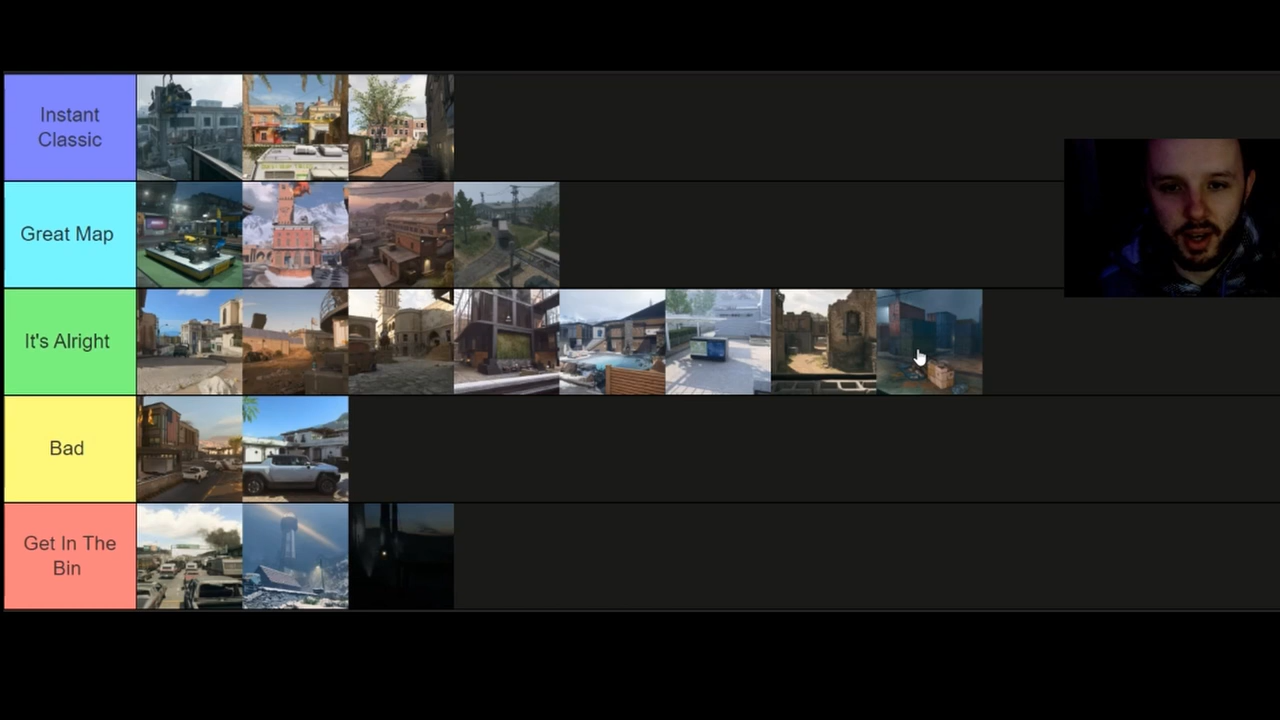 Instant
Classic
Great Map
It's Alright
Bad
Get In The
Bin